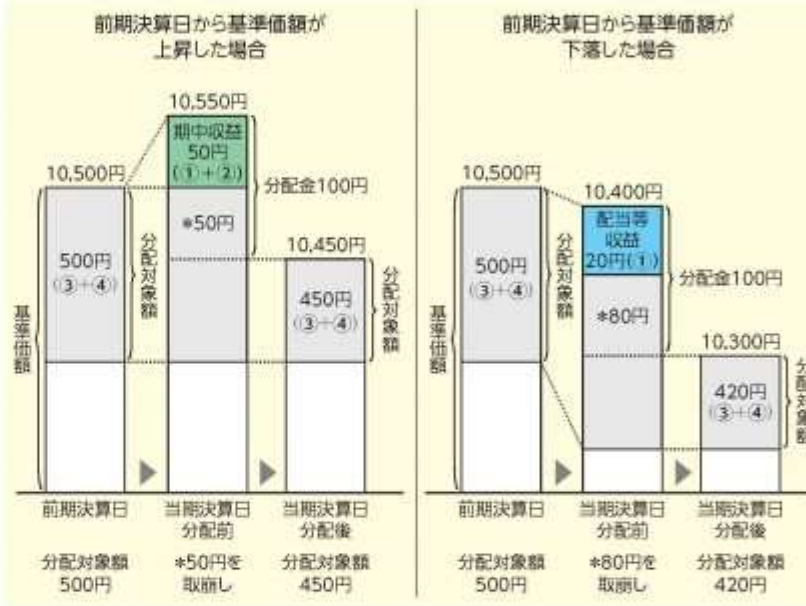 前期決算日から基準価額が
上昇した場合
10,550円
期中収益
50円
(①+②)
10,500円
分配金100円
*50円
10,450円
500円
(③+④)
分配対象額
450円
(③+④)
分配対象額
基準価額
前期決算日
当期決算日
分配前
当期決算日
分配後
分配対象額
500円
*50円を
取崩し
分配対象額
450円
前期決算日から基準価額が
下落した場合
10,500円
10,400円
配当等
収益
20円(①)
分配金100円
*80円
500円
(③+④)
分配対象額
10,300円
420円
(③+④)
分配対象額
基準価額
前期決算日
当期決算日
分配前
当期決算日
分配後
分配対象額
500円
*80円を
取崩し
分配対象額
420円